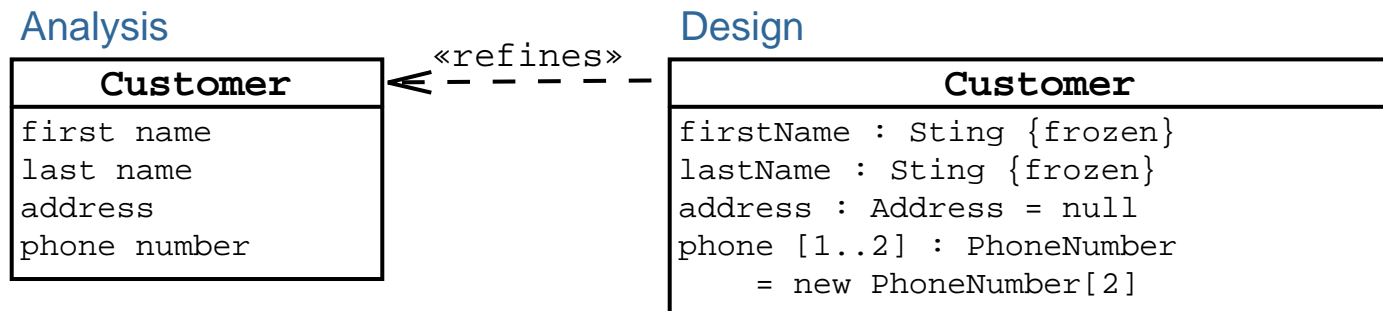 Analysis
«refines»
Design
Customer
first name
last name
address
phone number
Customer
firstName : Sting {frozen}
lastName : Sting {frozen}
address : Address = null
phone [1..2] : PhoneNumber
= new PhoneNumber[2]